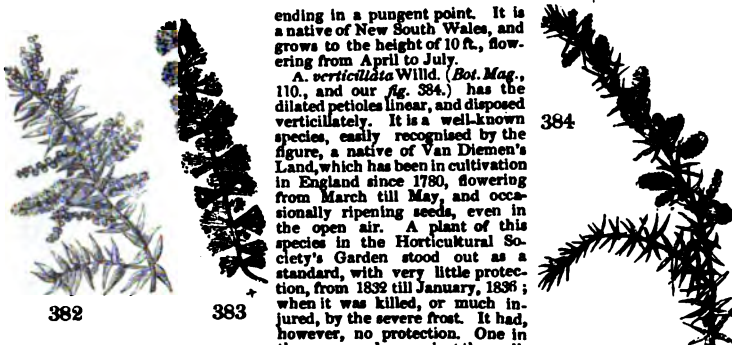 ending in a pungent point. It is
a native of New South Wales, and
grows to the height of 10 ft., flow-
ering from April to July.
A. verticillàta Willd. (Bot. Mag.,
110., and our fig. 384.) has the
dilated petioles linear, and disposed
verticillately. It is a well-known
species, easily recognised by the
figure, a native of Van Diemen's
Land, which has been in cultivation
in England since 1780, flowering
from March till May, and occa-
sionally ripening seeds, even in
the open air. A plant of this
species in the Horticultural So-
ciety's Garden stood out as a
standard, with very little protec-
tion, from 1832 till January, 1836;
when it was killed, or much in-
jured, by the severe frost. It had,
however, no protection. One in
382
383
384